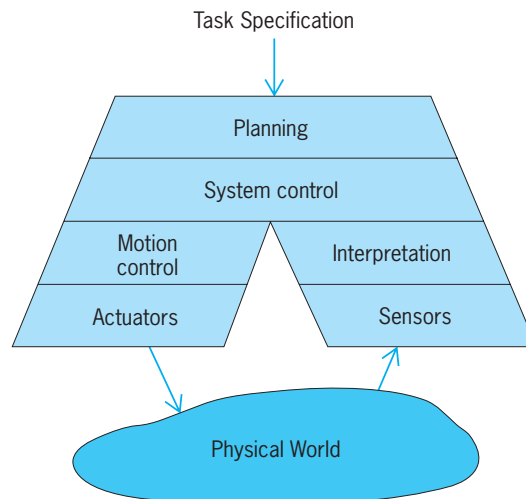 Task Specification
Planning
System control
Motion
control
Interpretation
Actuators
Sensors
Physical World